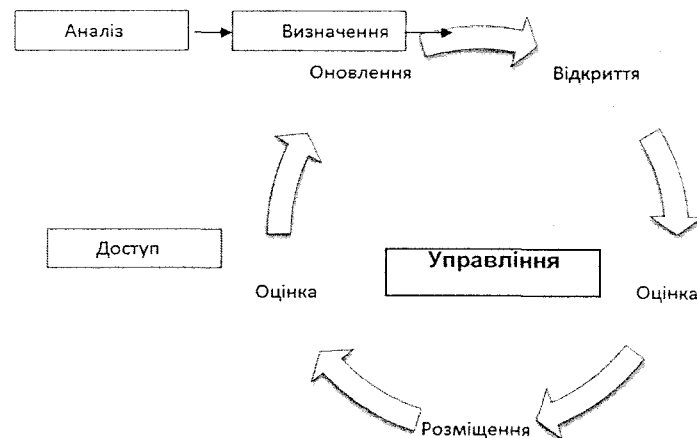 Аналіз
Визначення
Оновлення
Відкриття
Доступ
Управління
Оцінка
Оцінка
Розміщення